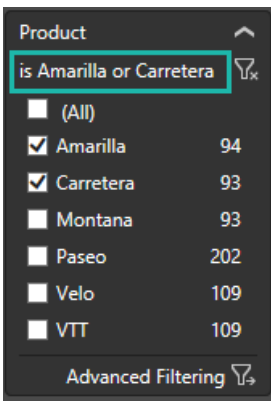 Product
is Amarilla or Carretera
(All)
Amarilla 94
Carretera 93
Montana 93
Paseo 202
Velo 109
VTT 109
Advanced Filtering